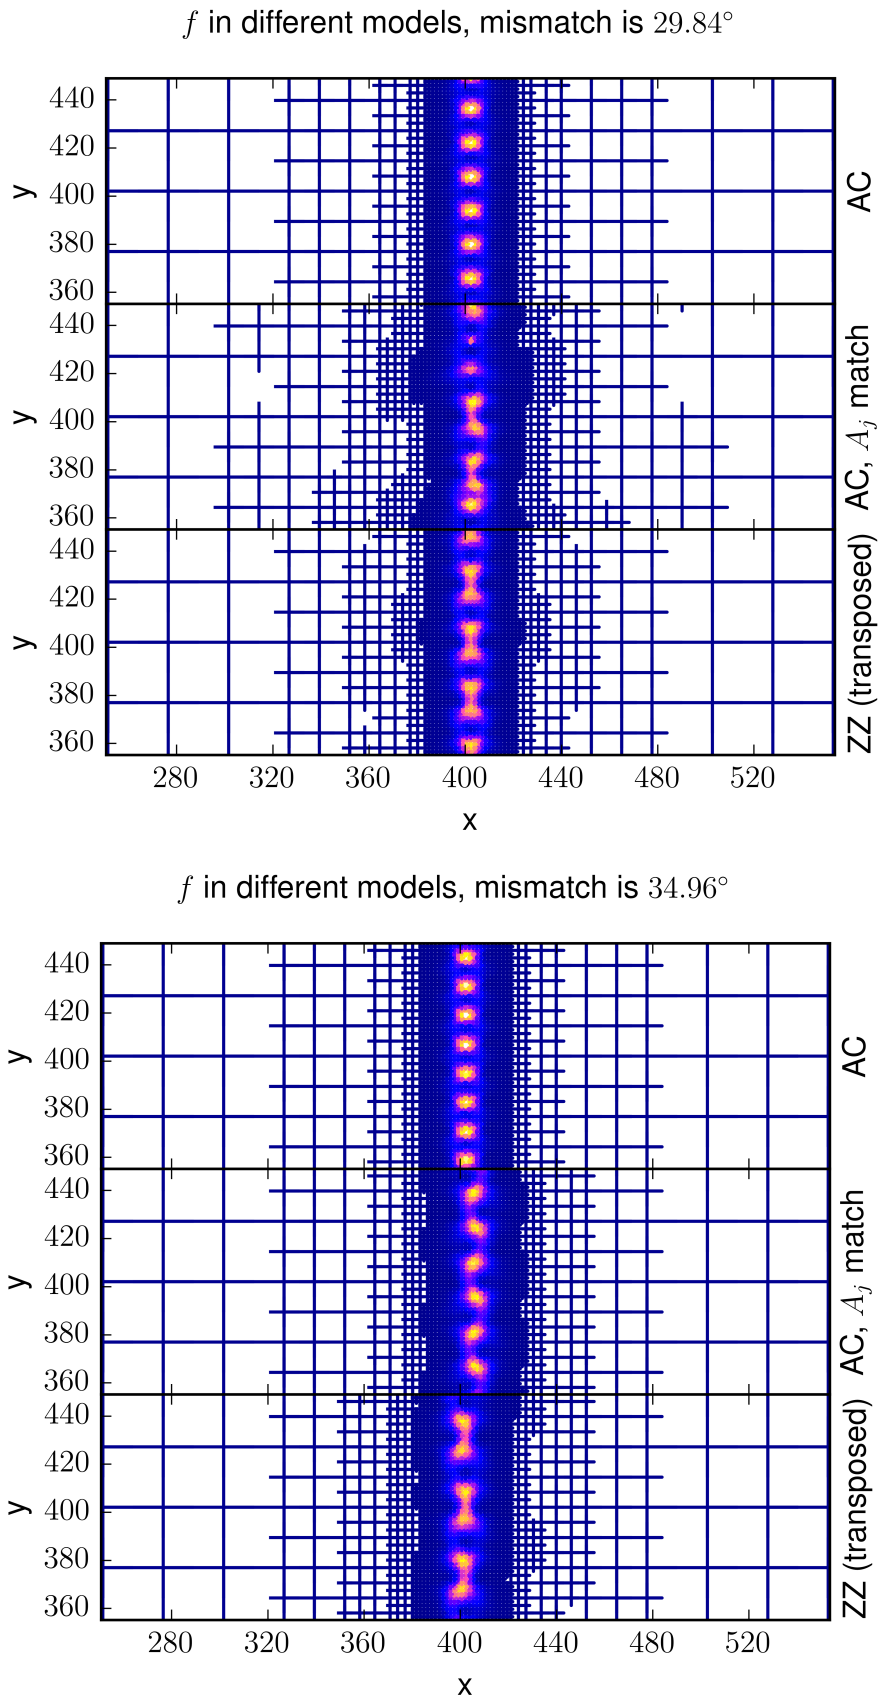 f in different models, mismatch is 29.84°
440
420
400
380
360
y
AC
440
420
400
380
360
y
AC, A_j match
440
420
400
380
360
y
ZZ (transposed)
280 320 360 400 440 480 520
x
f in different models, mismatch is 34.96°
440
420
400
380
360
y
AC
440
420
400
380
360
y
AC, A_j match
440
420
400
380
360
y
ZZ (transposed)
280 320 360 400 440 480 520
x